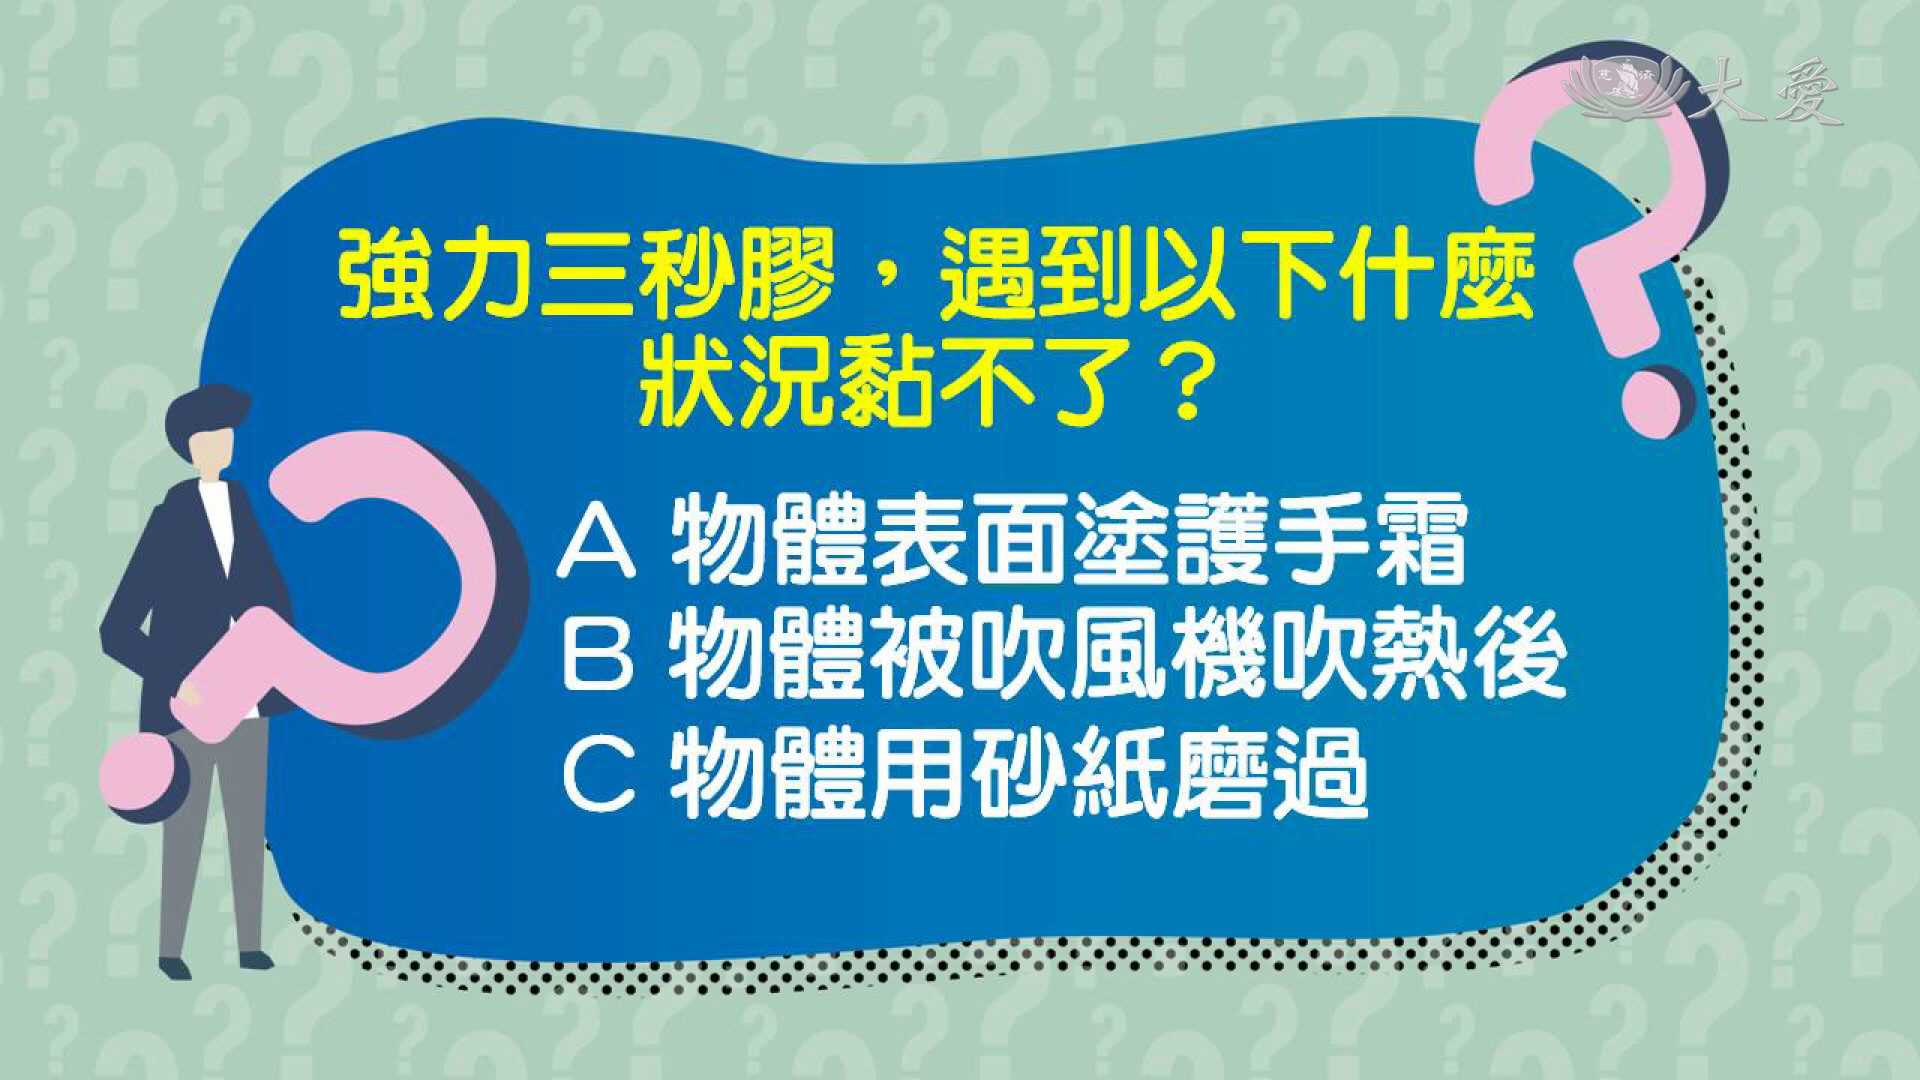 慈濟 大愛
強力三秒膠，遇到以下什麼
狀況黏不了？
A 物體表面塗護手霜
B 物體被吹風機吹熱後
C 物體用砂紙磨過